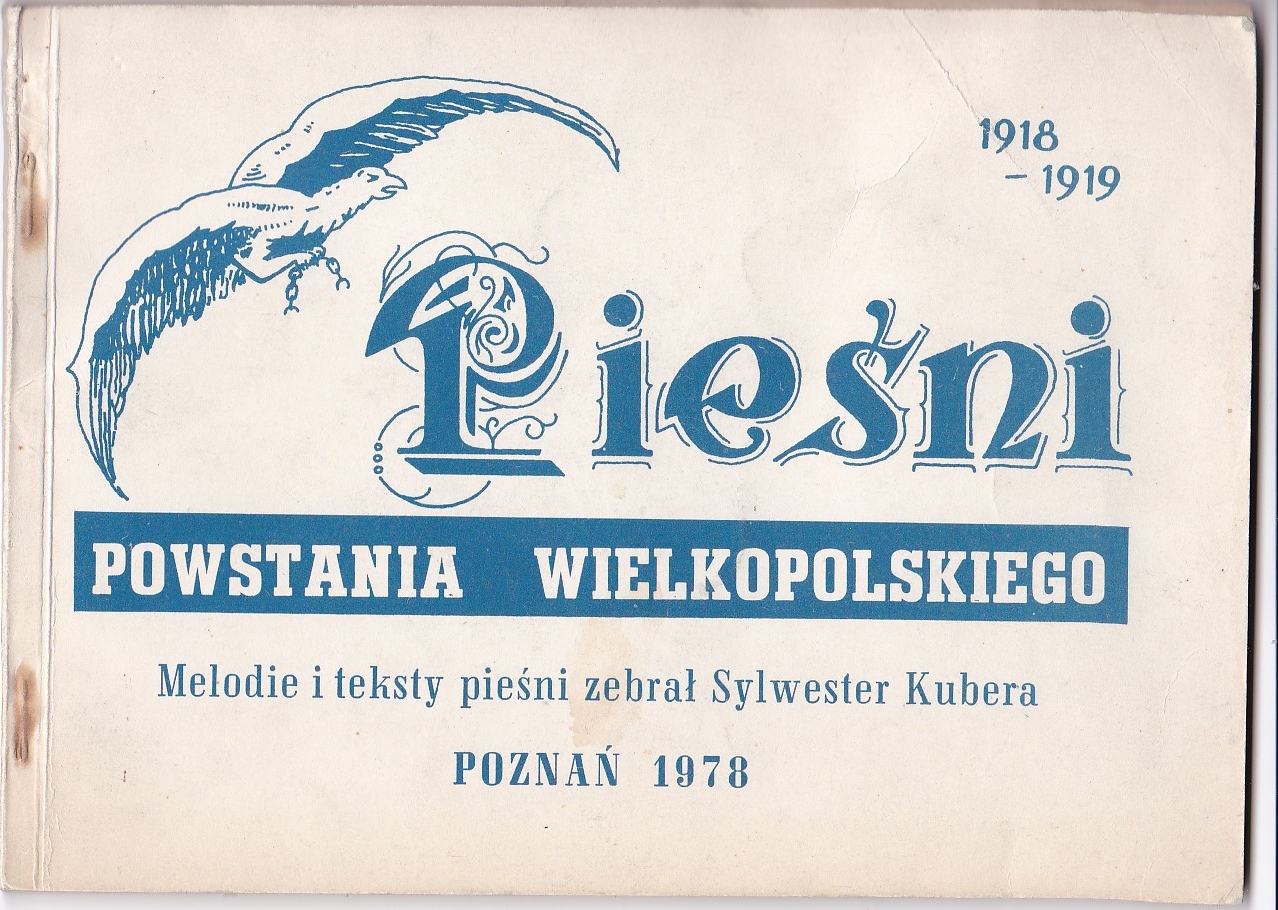 1918
– 1919
Pieśni
POWSTANIA WIELKOPOLSKIEGO
Melodie i teksty pieśni zebrał Sylwester Kubera
POZNAŃ 1978